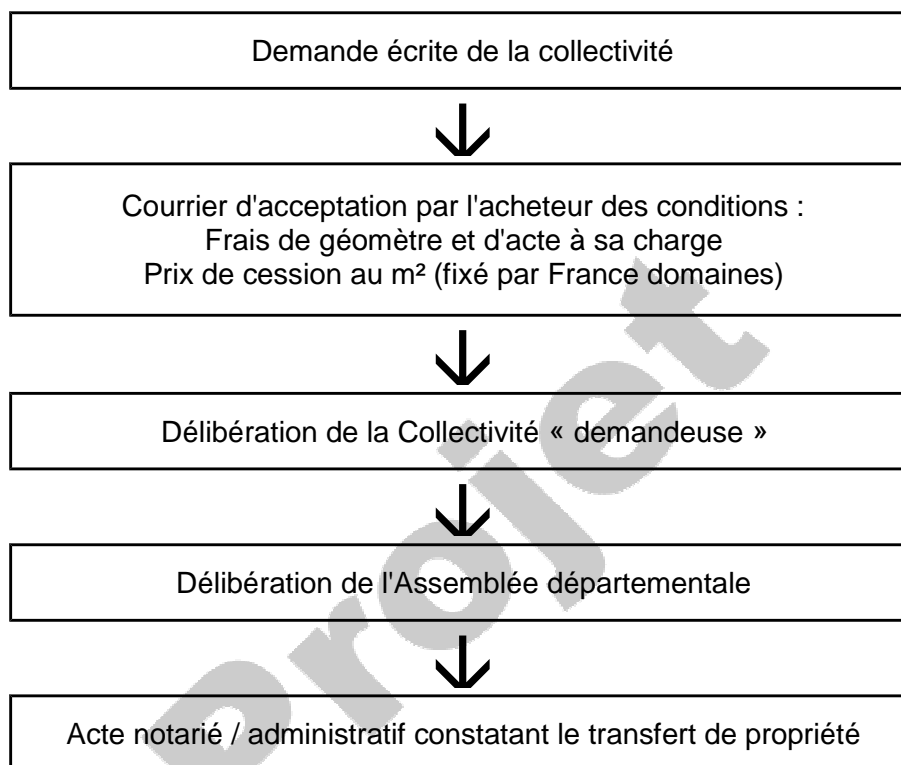 Demande écrite de la collectivité
Courrier d'acceptation par l'acheteur des conditions :
Frais de géomètre et d'acte à sa charge
Prix de cession au m² (fixé par France domaines)
Délibération de la Collectivité « demandeuse »
Délibération de l'Assemblée départementale
Acte notarié / administratif constatant le transfert de propriété
Projet